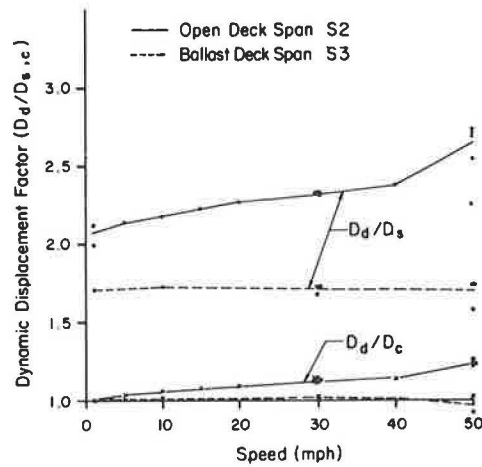 Open Deck Span S2
Ballast Deck Span S3
Dynamic Displacement Factor (Dd/Ds,c)
3.0
2.5
2.0
1.5
1.0
Dd/Ds
Dd/Dc
0 10 20 30 40 50
Speed (mph)